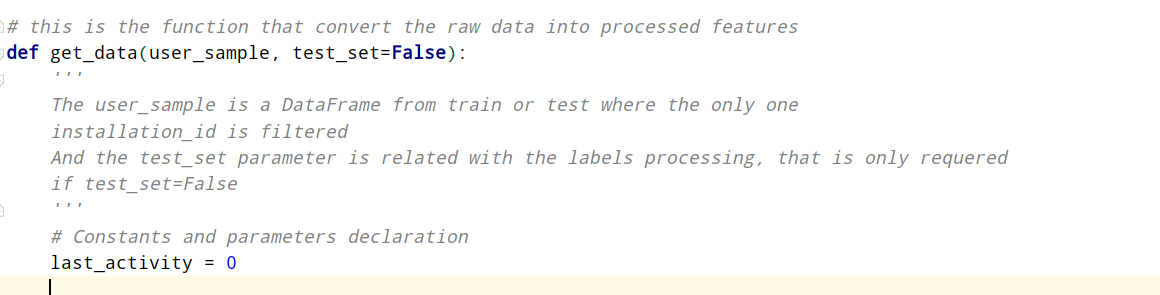 # this is the function that convert the raw data into processed features
def get_data(user_sample, test_set=False):
'''
The user_sample is a DataFrame from train or test where the only one
installation_id is filtered
And the test_set parameter is related with the labels processing, that is only requered
if test_set=False
'''
# Constants and parameters declaration
last_activity = 0